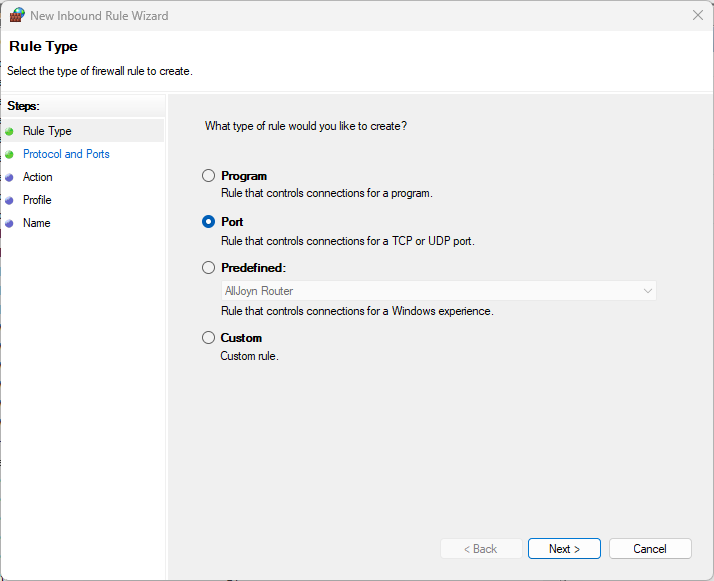 New Inbound Rule Wizard
Rule Type
Select the type of firewall rule to create.
Steps:
Rule Type
Protocol and Ports
Action
Profile
Name
What type of rule would you like to create?
Program
Rule that controls connections for a program.
Port
Rule that controls connections for a TCP or UDP port.
Predefined:
AllJoyn Router
Rule that controls connections for a Windows experience.
Custom
Custom rule.
< Back
Next >
Cancel